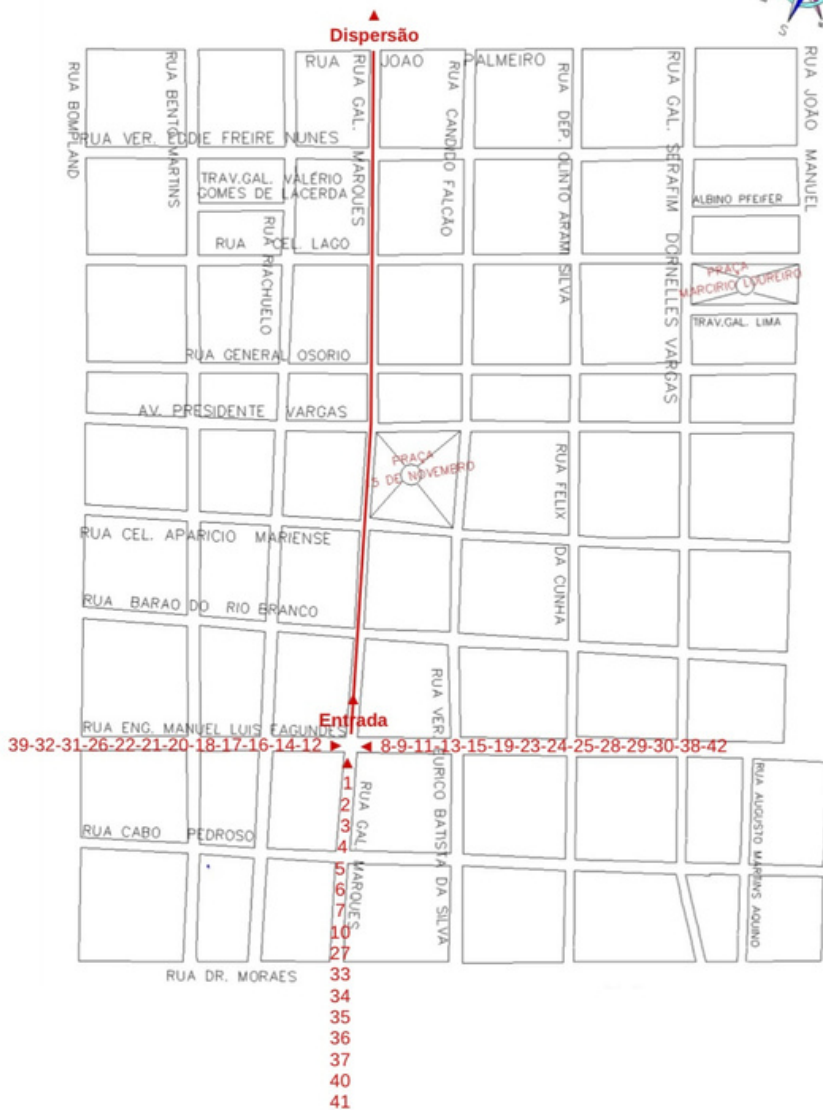 S
Dispersão
RUA JOAO PALMEIRO
RUA BOMPLAND
RUA BENTO MARTINS
RUA GAL. MARQUES
RUA CANDIDO FALCÃO
RUA DEP. OLINTO ARAMI SILVA
RUA GAL. SERAFIM DORNELLES VARGAS
RUA JOÃO MANUEL
RUA VER. EDDIE FREIRE NUNES
TRAV.GAL. VALÉRIO
GOMES DE LACERDA
ALBINO PFEIFER
RUA CEL. LAGO
RUA RIACHUELO
PRAÇA
MARCIRIO LOUREIRO
TRAV.GAL. LIMA
RUA GENERAL OSORIO
AV. PRESIDENTE VARGAS
PRAÇA
5 DE NOVEMBRO
RUA FELIX DA CUNHA
RUA CEL. APARICIO MARIENSE
RUA BARAO DO RIO BRANCO
Entrada
RUA ENG. MANUEL LUIS FAGUNDES
39-32-31-26-22-21-20-18-17-16-14-12
8-9-11-13-15-19-23-24-25-28-29-30-38-42
RUA VER. EURICO BATISTA DA SILVA
RUA GAL. MARQUES
RUA AUGUSTO MARTINS AQUINO
RUA CABO PEDROSO
1
2
3
4
5
6
7
10
27
33
34
35
36
37
40
41
RUA DR. MORAES